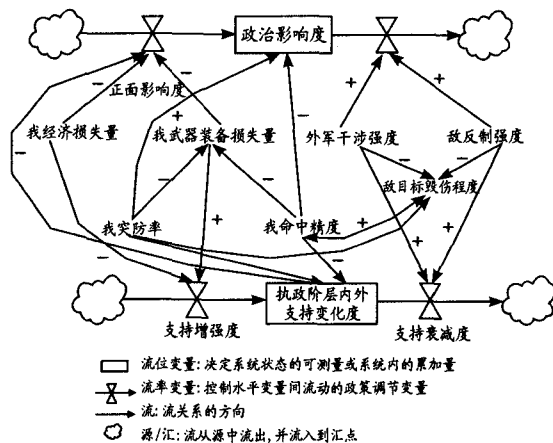 政治影响度
正面影响度
我经济损失量
我武器装备损失量
外军干涉强度
敌反制强度
敌目标毁伤程度
我突防率
我命中精度
执政阶层内外
支持变化度
支持增强度
支持衰减度
流位变量:决定系统状态的可测量或系统内的累加量
流率变量:控制水平变量间流动的政策调节变量
流:流关系的方向
源/汇:流从源中流出,并流入到汇点